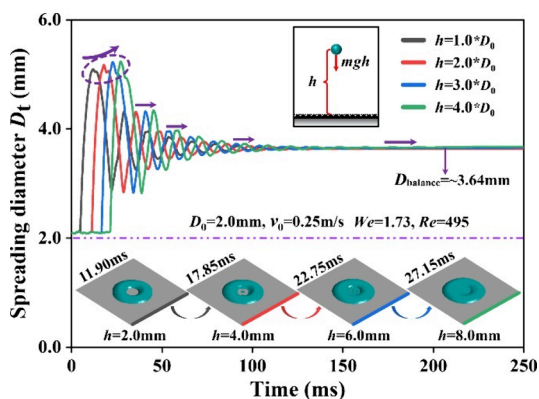 6.0
4.0
2.0
0.0
Spreading diameter Dt (mm)
h
mgh
h=1.0*D0
h=2.0*D0
h=3.0*D0
h=4.0*D0
Dbalance=~3.64mm
D0=2.0mm, v0=0.25m/s We=1.73, Re=495
11.90ms
17.85ms
22.75ms
27.15ms
h=2.0mm
h=4.0mm
h=6.0mm
h=8.0mm
0 50 100 150 200 250
Time (ms)